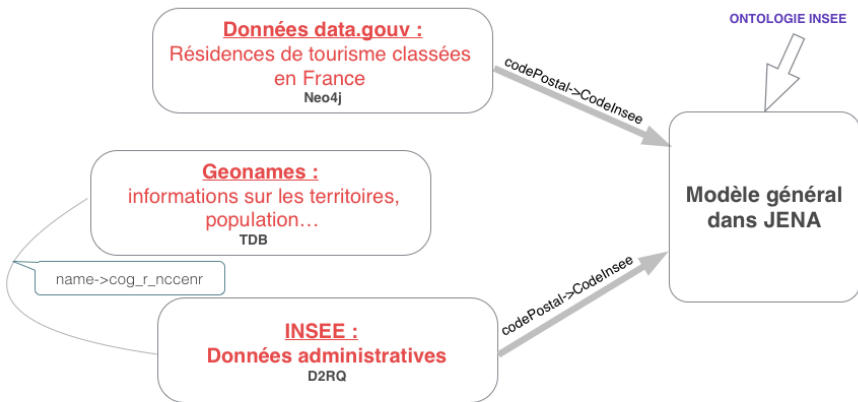 Données data.gouv :
Résidences de tourisme classées
en France
Neo4j
ONTOLOGIE INSEE
codePostal->CodeInsee
Geonames :
informations sur les territoires,
population…
TDB
Modèle général
dans JENA
name->cog_r_nccenr
codePostal->CodeInsee
INSEE :
Données administratives
D2RQ